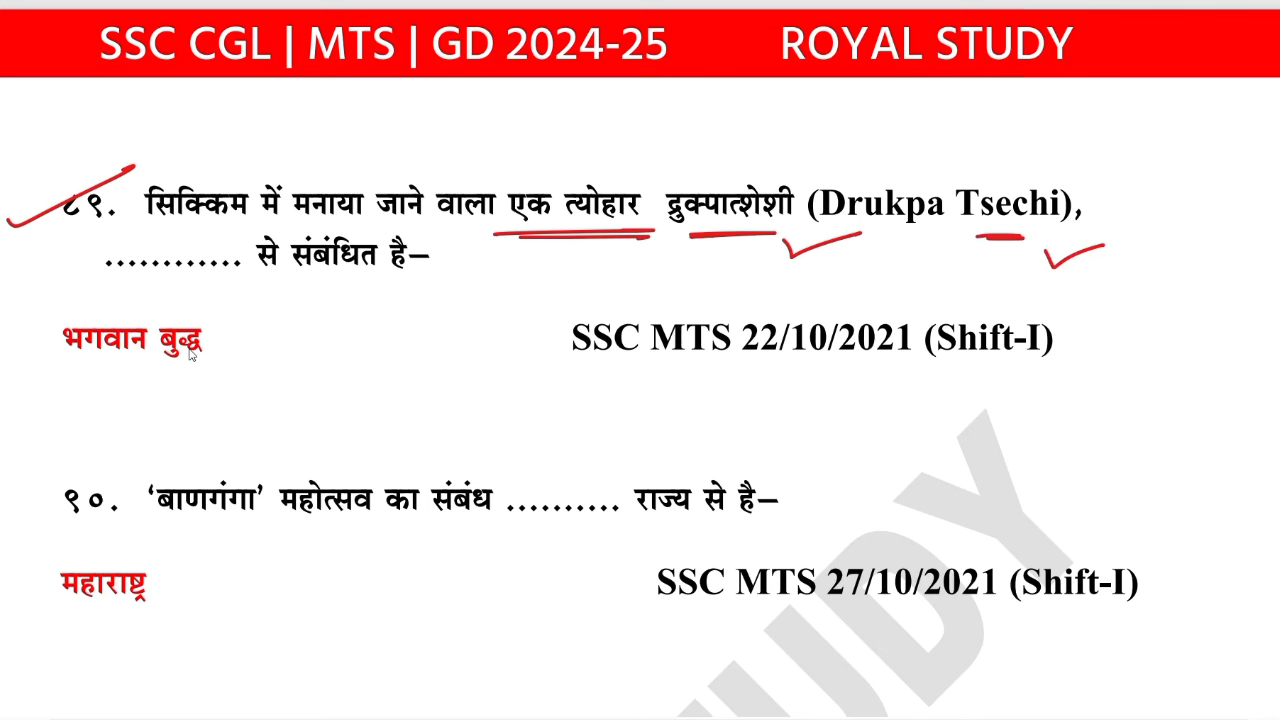 SSC CGL | MTS | GD 2024-25 ROYAL STUDY
८९. सिक्किम में मनाया जाने वाला एक त्योहार द्रुक्पात्शेशी (Drukpa Tsechi),
............ से संबंधित है–
भगवान बुद्ध SSC MTS 22/10/2021 (Shift-I)
९०. ‘बाणगंगा’ महोत्सव का संबंध .......... राज्य से है–
महाराष्ट्र SSC MTS 27/10/2021 (Shift-I)
TUDY